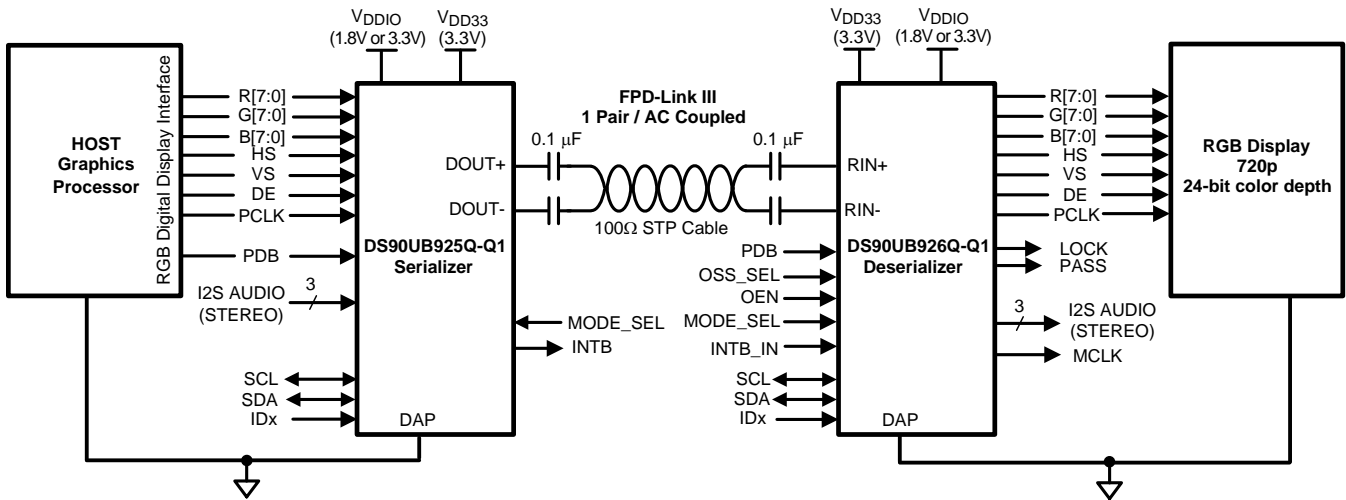 VDDIO
(1.8V or 3.3V)
VDD33
(3.3V)
VDD33
(3.3V)
VDDIO
(1.8V or 3.3V)
HOST
Graphics
Processor
RGB Digital Display Interface
R[7:0]
G[7:0]
B[7:0]
HS
VS
DE
PCLK
PDB
I2S AUDIO
(STEREO)
3
SCL
SDA
IDx
DOUT+
DOUT-
DS90UB925Q-Q1
Serializer
DAP
MODE_SEL
INTB
FPD-Link III
1 Pair / AC Coupled
0.1 μF
0.1 μF
100Ω STP Cable
PDB
OSS_SEL
OEN
MODE_SEL
INTB_IN
SCL
SDA
IDx
RIN+
RIN-
DS90UB926Q-Q1
Deserializer
DAP
R[7:0]
G[7:0]
B[7:0]
HS
VS
DE
PCLK
LOCK
PASS
3
I2S AUDIO
(STEREO)
MCLK
RGB Display
720p
24-bit color depth